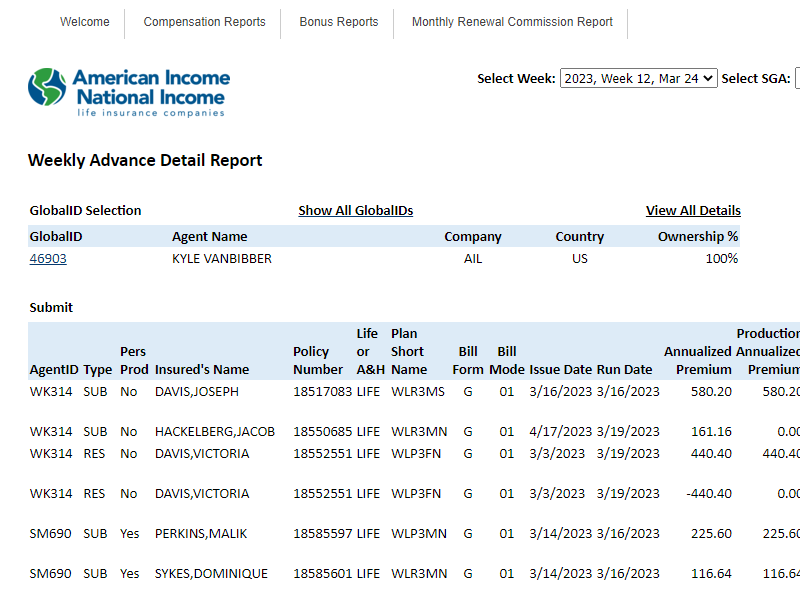 Welcome Compensation Reports Bonus Reports Monthly Renewal Commission Report
American Income
National Income
life insurance companies
Select Week: 2023, Week 12, Mar 24 Select SGA:
Weekly Advance Detail Report
GlobalID Selection Show All GlobalIDs View All Details
GlobalID Agent Name Company Country Ownership %
46903 KYLE VANBIBBER AIL US 100%
Submit
Life Plan Production
Pers Policy or Short Bill Bill Annualized Annualized
AgentID Type Prod Insured's Name Number A&H Name Form Mode Issue Date Run Date Premium Premium
WK314 SUB No DAVIS,JOSEPH 18517083 LIFE WLR3MS G 01 3/16/2023 3/16/2023 580.20 580.20
WK314 SUB No HACKELBERG,JACOB 18550685 LIFE WLR3MN G 01 4/17/2023 3/19/2023 161.16 0.00
WK314 RES No DAVIS,VICTORIA 18552551 LIFE WLP3FN G 01 3/3/2023 3/19/2023 440.40 440.40
WK314 RES No DAVIS,VICTORIA 18552551 LIFE WLP3FN G 01 3/3/2023 3/19/2023 -440.40 0.00
SM690 SUB Yes PERKINS,MALIK 18585597 LIFE WLP3MN G 01 3/14/2023 3/16/2023 225.60 225.60
SM690 SUB Yes SYKES,DOMINIQUE 18585601 LIFE WLR3MN G 01 3/14/2023 3/16/2023 116.64 116.64